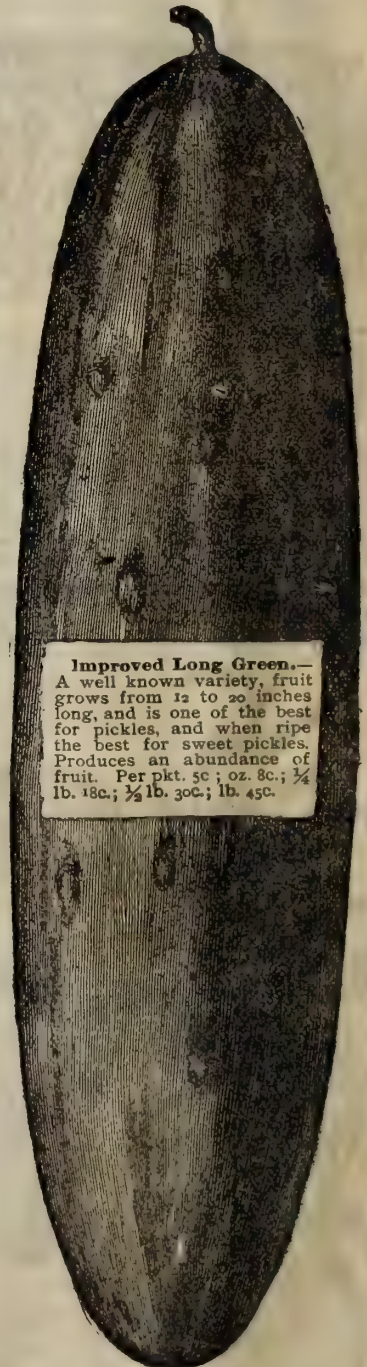 Improved Long Green.—
A well known variety, fruit
grows from 12 to 20 inches
long, and is one of the best
for pickles, and when ripe
the best for sweet pickles.
Produces an abundance of
fruit. Per pkt. 5c ; oz. 8c.; ¼
lb. 18c.; ½ lb. 30c.; lb. 45c.